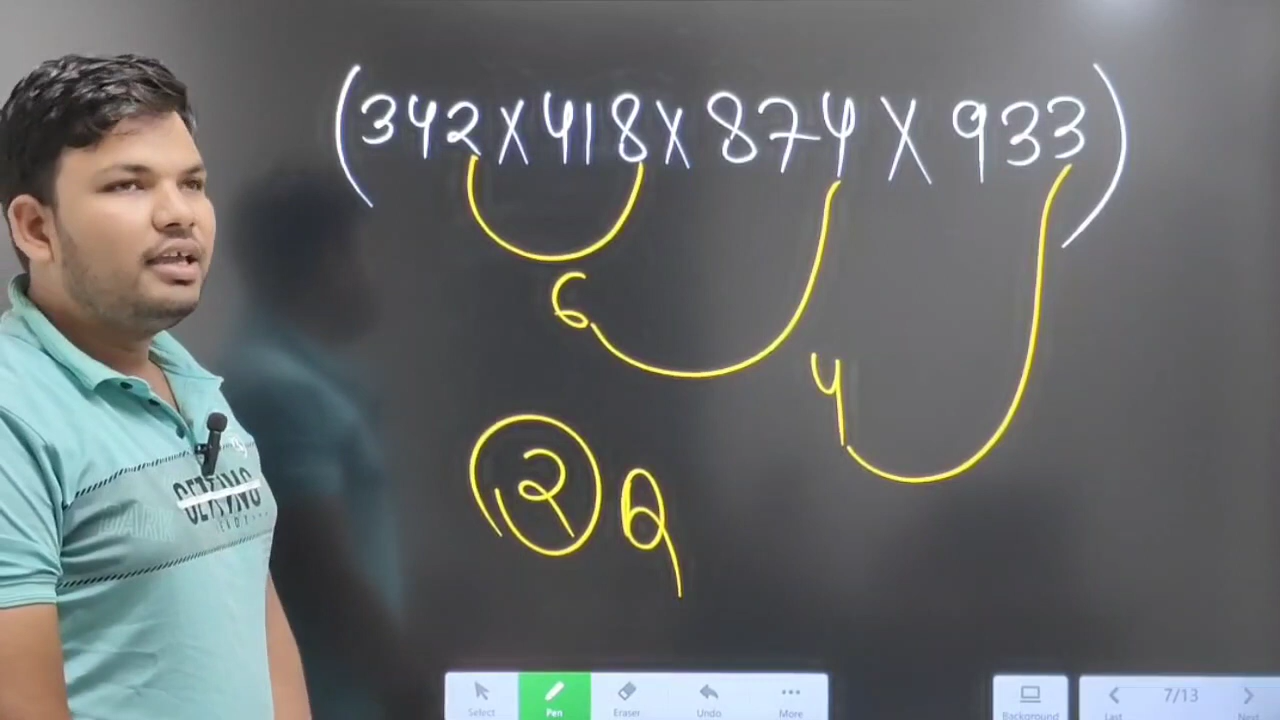 (342 X 418 X 874 X 933)
6
4
२ Q
Select
Pen
Eraser
Undo
More
Background
Last
7/13
Next